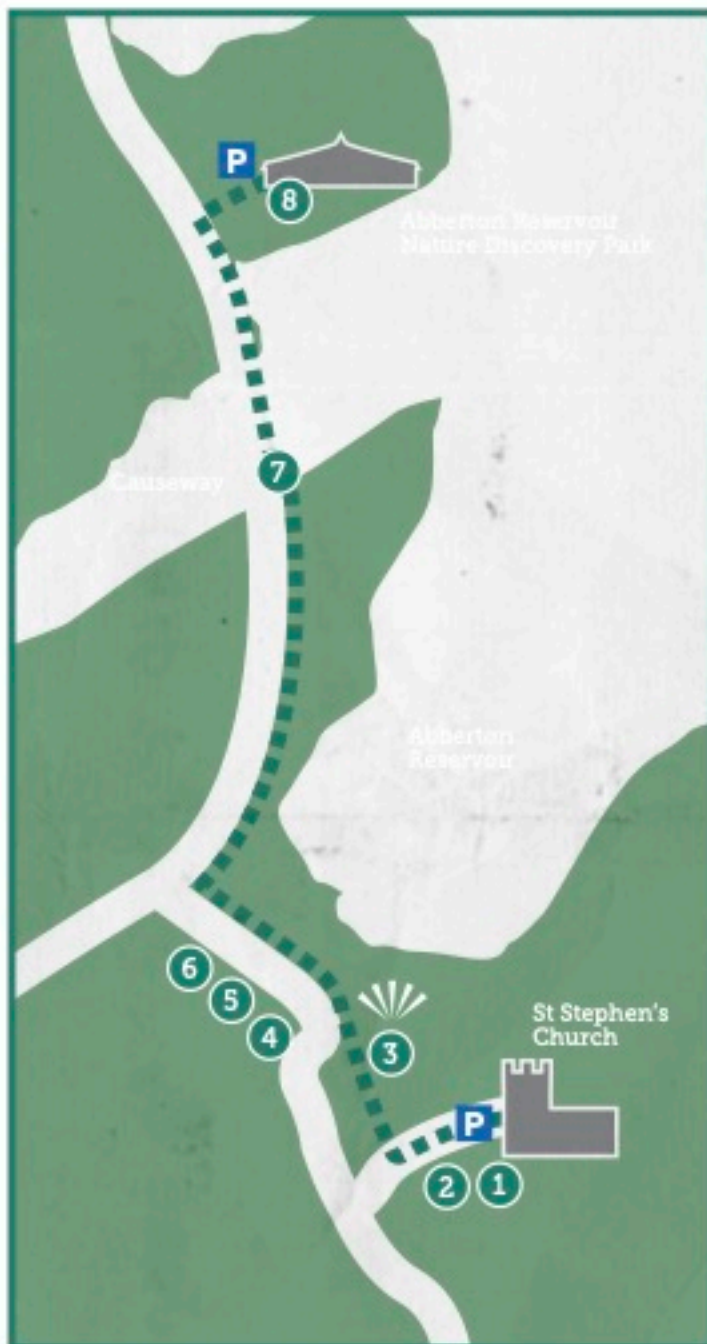 P
8
Abberton Reservoir
Nature Discovery Park
7
Causeway
Abberton
Reservoir
6
5
4
3
St Stephen's
Church
P
2
1